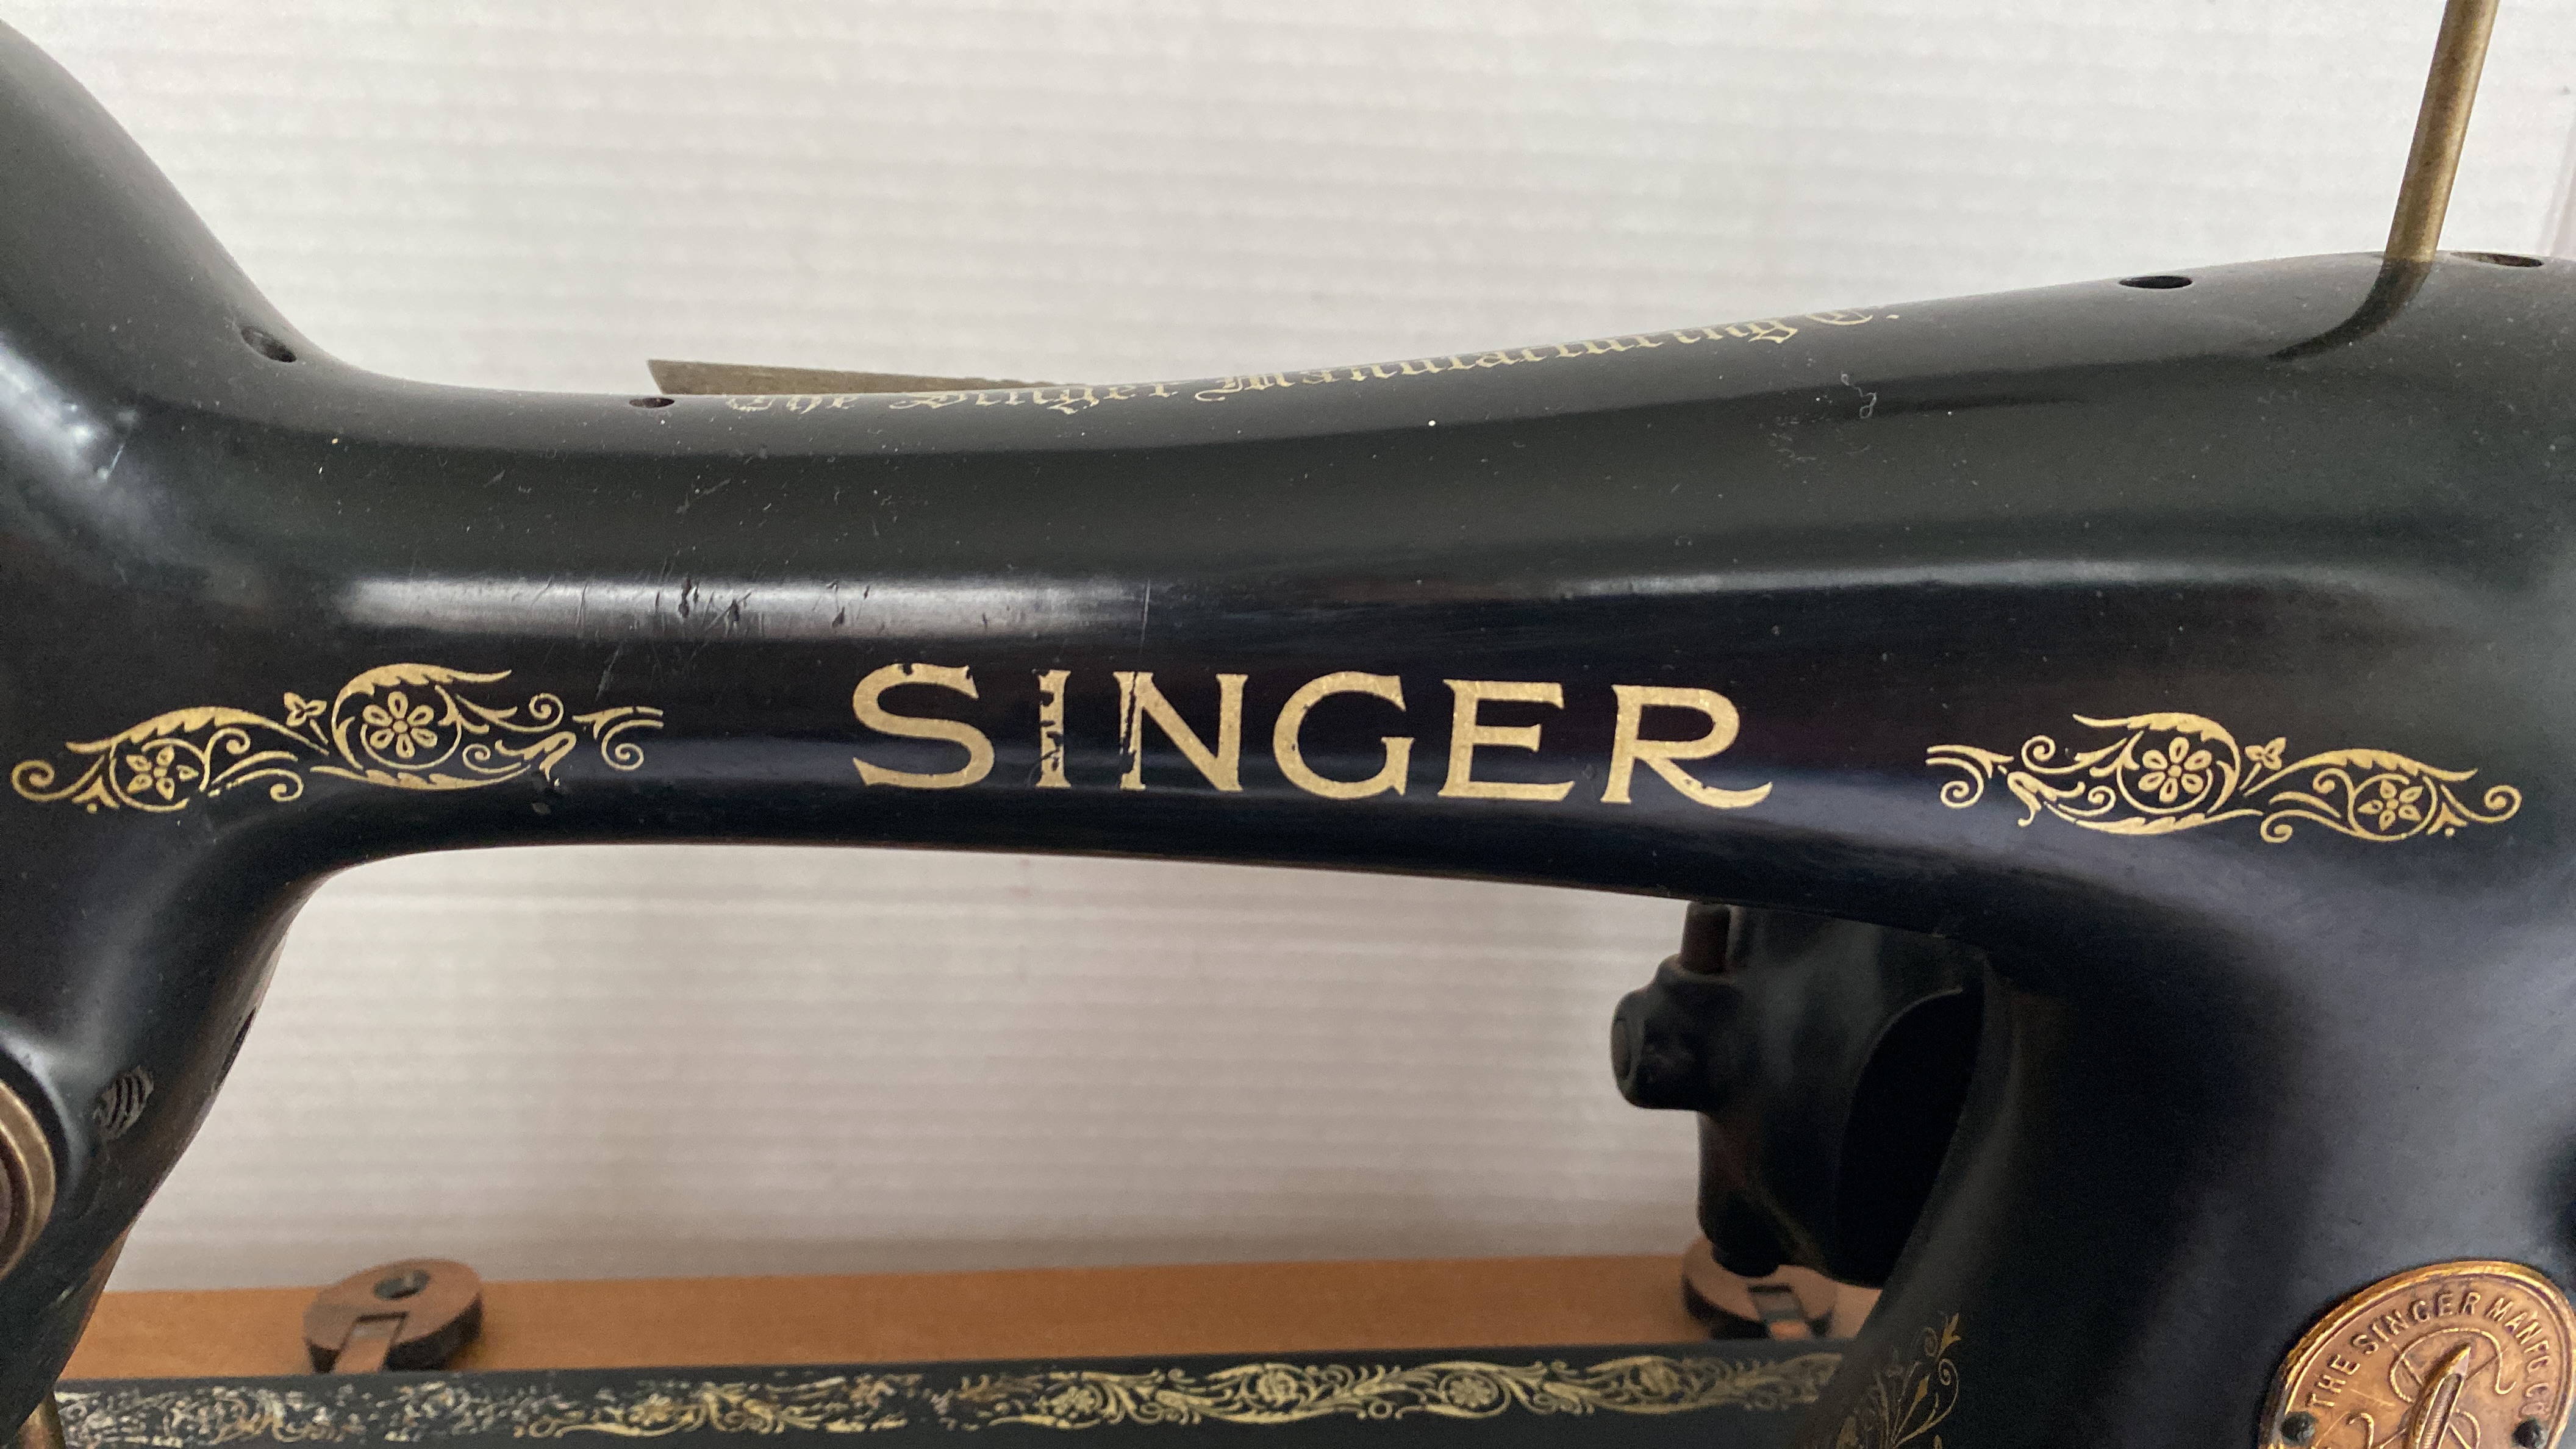 The Singer Manufacturing Co.
SINGER
THE SINGER MANFG. CO.